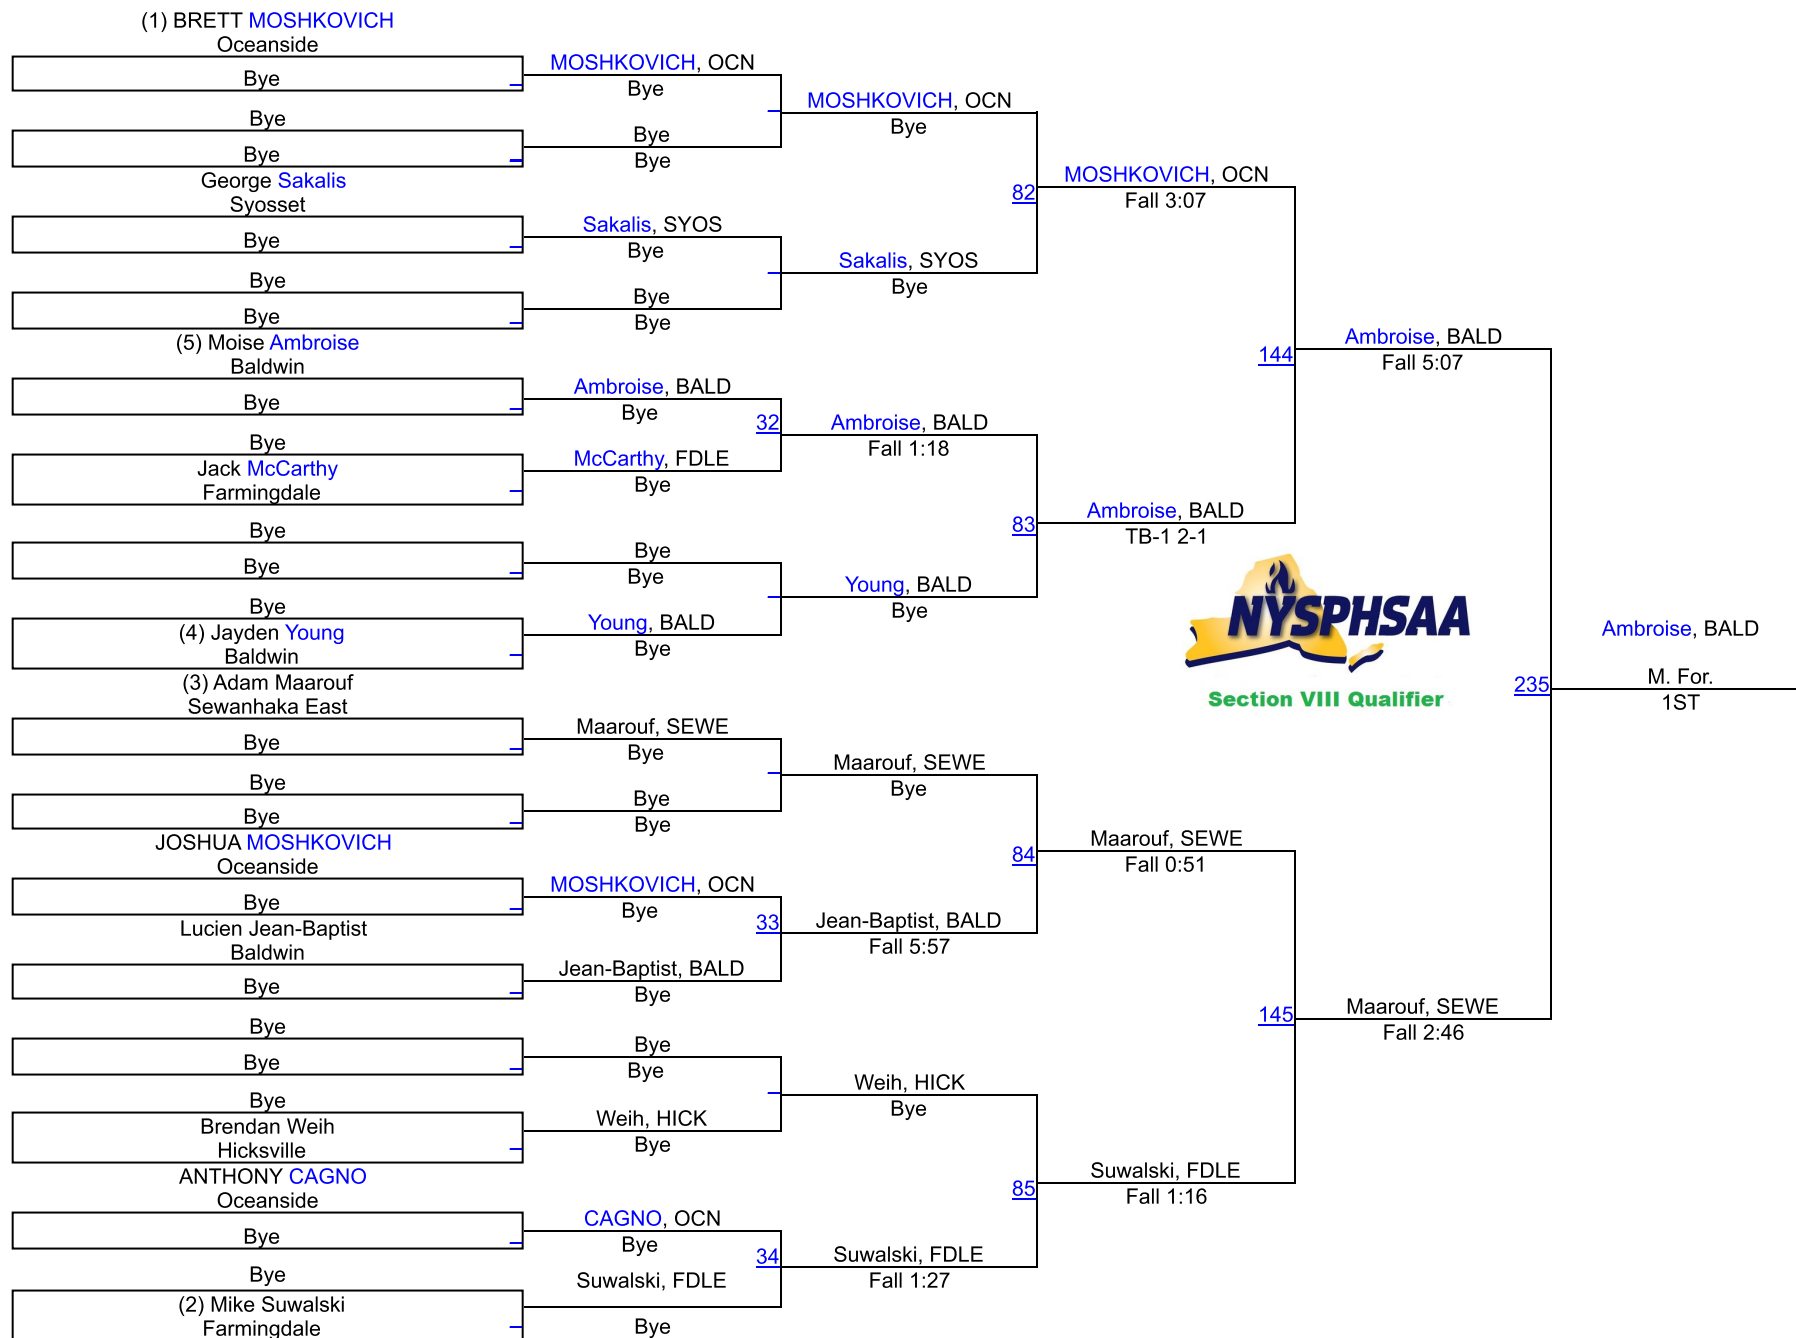 (1) BRETT MOSHKOVICH
Oceanside
Bye
Bye
Bye
George Sakalis
Syosset
Bye
Bye
Bye
(5) Moise Ambroise
Baldwin
Bye
Bye
Jack McCarthy
Farmingdale
Bye
Bye
Bye
(4) Jayden Young
Baldwin
(3) Adam Maarouf
Sewanhaka East
Bye
Bye
Bye
JOSHUA MOSHKOVICH
Oceanside
Bye
Lucien Jean-Baptist
Baldwin
Bye
Bye
Bye
Bye
Brendan Weih
Hicksville
ANTHONY CAGNO
Oceanside
Bye
Bye
(2) Mike Suwalski
Farmingdale
MOSHKOVICH, OCN
Bye
Bye
Bye
Sakalis, SYOS
Bye
Bye
Bye
Ambroise, BALD
Bye
32
McCarthy, FDLE
Bye
Bye
Bye
Young, BALD
Bye
Maarouf, SEWE
Bye
Bye
Bye
MOSHKOVICH, OCN
Bye
33
Jean-Baptist, BALD
Bye
Bye
Bye
Weih, HICK
Bye
CAGNO, OCN
Bye
34
Suwalski, FDLE
Bye
MOSHKOVICH, OCN
Bye
82
Sakalis, SYOS
Bye
Ambroise, BALD
Fall 1:18
83
Young, BALD
Bye
Maarouf, SEWE
Bye
84
Jean-Baptist, BALD
Fall 5:57
Weih, HICK
Bye
85
Suwalski, FDLE
Fall 1:27
MOSHKOVICH, OCN
Fall 3:07
144
Ambroise, BALD
TB-1 2-1
Maarouf, SEWE
Fall 0:51
145
Suwalski, FDLE
Fall 1:16
Ambroise, BALD
Fall 5:07
NYSPHSAA
Section VIII Qualifier
235
Maarouf, SEWE
Fall 2:46
Ambroise, BALD
M. For.
1ST